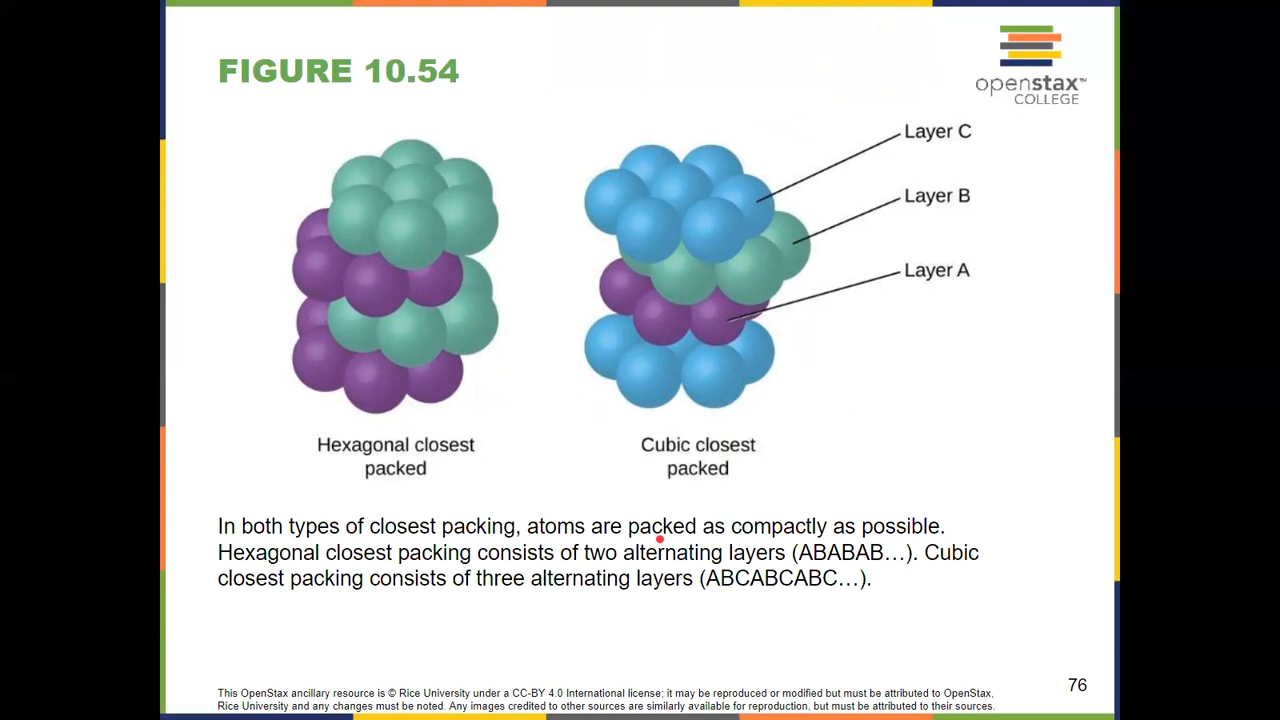 FIGURE 10.54
openstax™
COLLEGE
Layer C
Layer B
Layer A
Hexagonal closest
packed
Cubic closest
packed
In both types of closest packing, atoms are packed as compactly as possible.
Hexagonal closest packing consists of two alternating layers (ABABAB…). Cubic
closest packing consists of three alternating layers (ABCABCABC…).
76
This OpenStax ancillary resource is © Rice University under a CC-BY 4.0 International license; it may be reproduced or modified but must be attributed to OpenStax,
Rice University and any changes must be noted. Any images credited to other sources are similarly available for reproduction, but must be attributed to their sources.